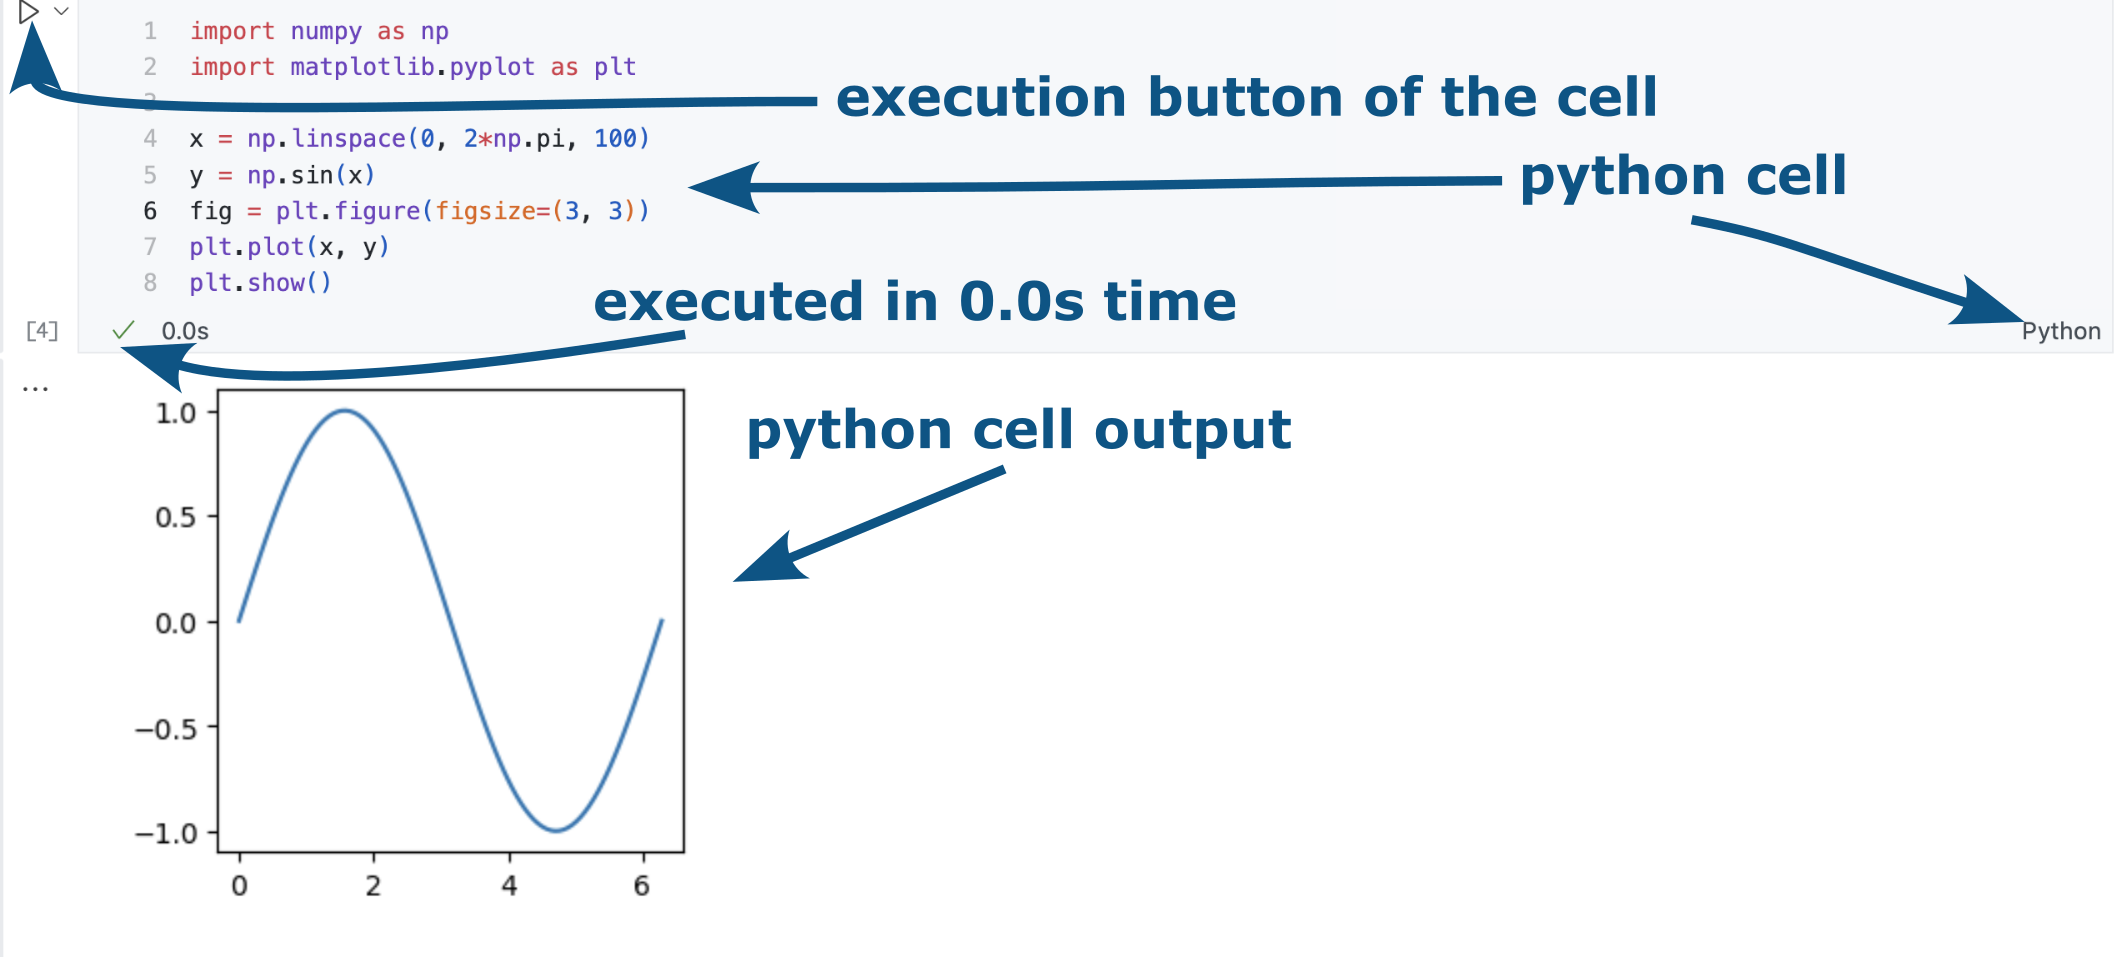 1 import numpy as np
2 import matplotlib.pyplot as plt
3
execution button of the cell
4 x = np.linspace(0, 2*np.pi, 100)
5 y = np.sin(x)
python cell
6 fig = plt.figure(figsize=(3, 3))
7 plt.plot(x, y)
8 plt.show()
executed in 0.0s time
[4] 0.0s Python
...
1.0
python cell output
0.5
0.0
−0.5
−1.0
0 2 4 6